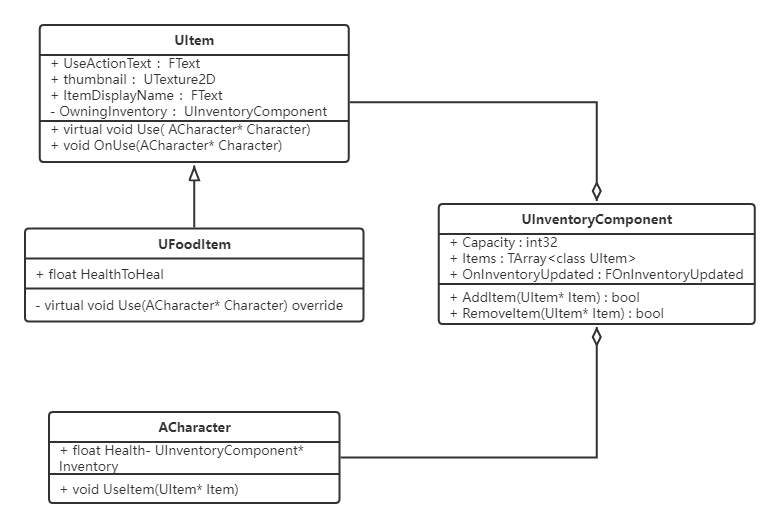 UItem
+ UseActionText : FText
+ thumbnail : UTexture2D
+ ItemDisplayName : FText
- OwningInventory : UInventoryComponent
+ virtual void Use( ACharacter* Character)
+ void OnUse(ACharacter* Character)
UFoodItem
+ float HealthToHeal
- virtual void Use(ACharacter* Character) override
UInventoryComponent
+ Capacity : int32
+ Items : TArray<class UItem>
+ OnInventoryUpdated : FOnInventoryUpdated
+ AddItem(UItem* Item) : bool
+ RemoveItem(UItem* Item) : bool
ACharacter
+ float Health- UInventoryComponent*
Inventory
+ void UseItem(UItem* Item)